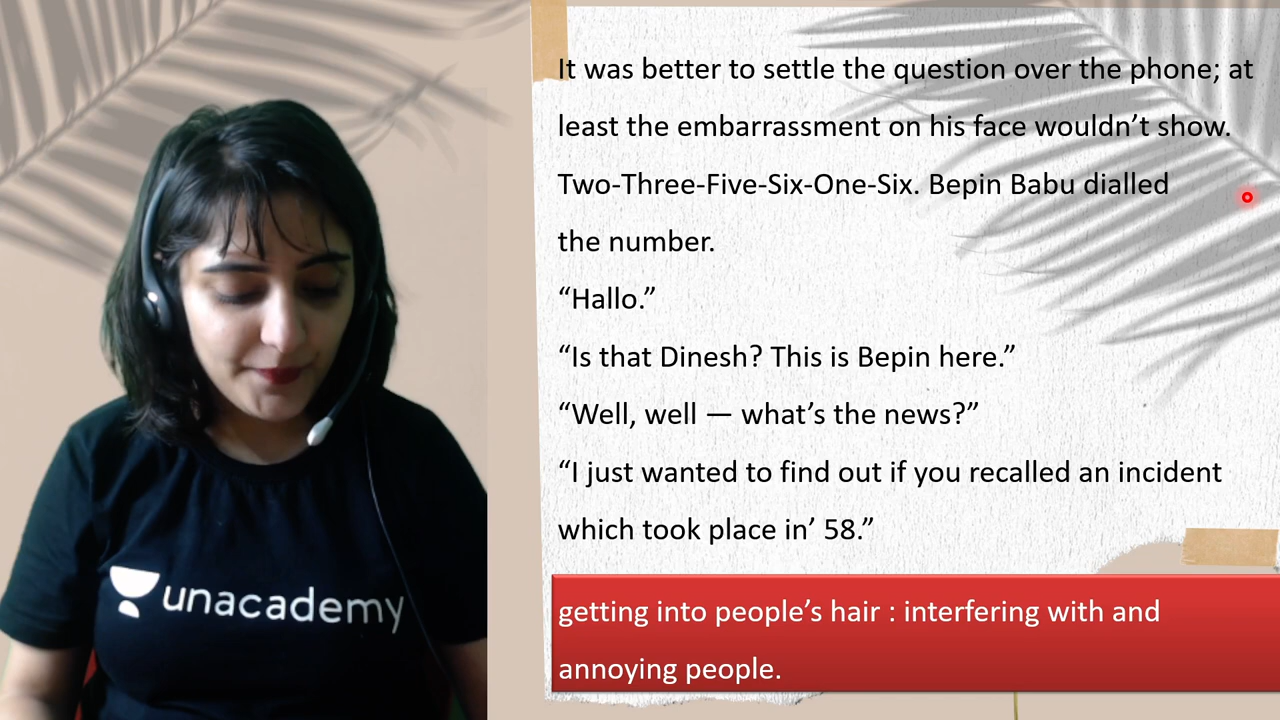 It was better to settle the question over the phone; at
least the embarrassment on his face wouldn’t show.
Two-Three-Five-Six-One-Six. Bepin Babu dialled
the number.
“Hallo.”
“Is that Dinesh? This is Bepin here.”
“Well, well — what’s the news?”
“I just wanted to find out if you recalled an incident
which took place in’ 58.”
getting into people’s hair : interfering with and
annoying people.
unacademy